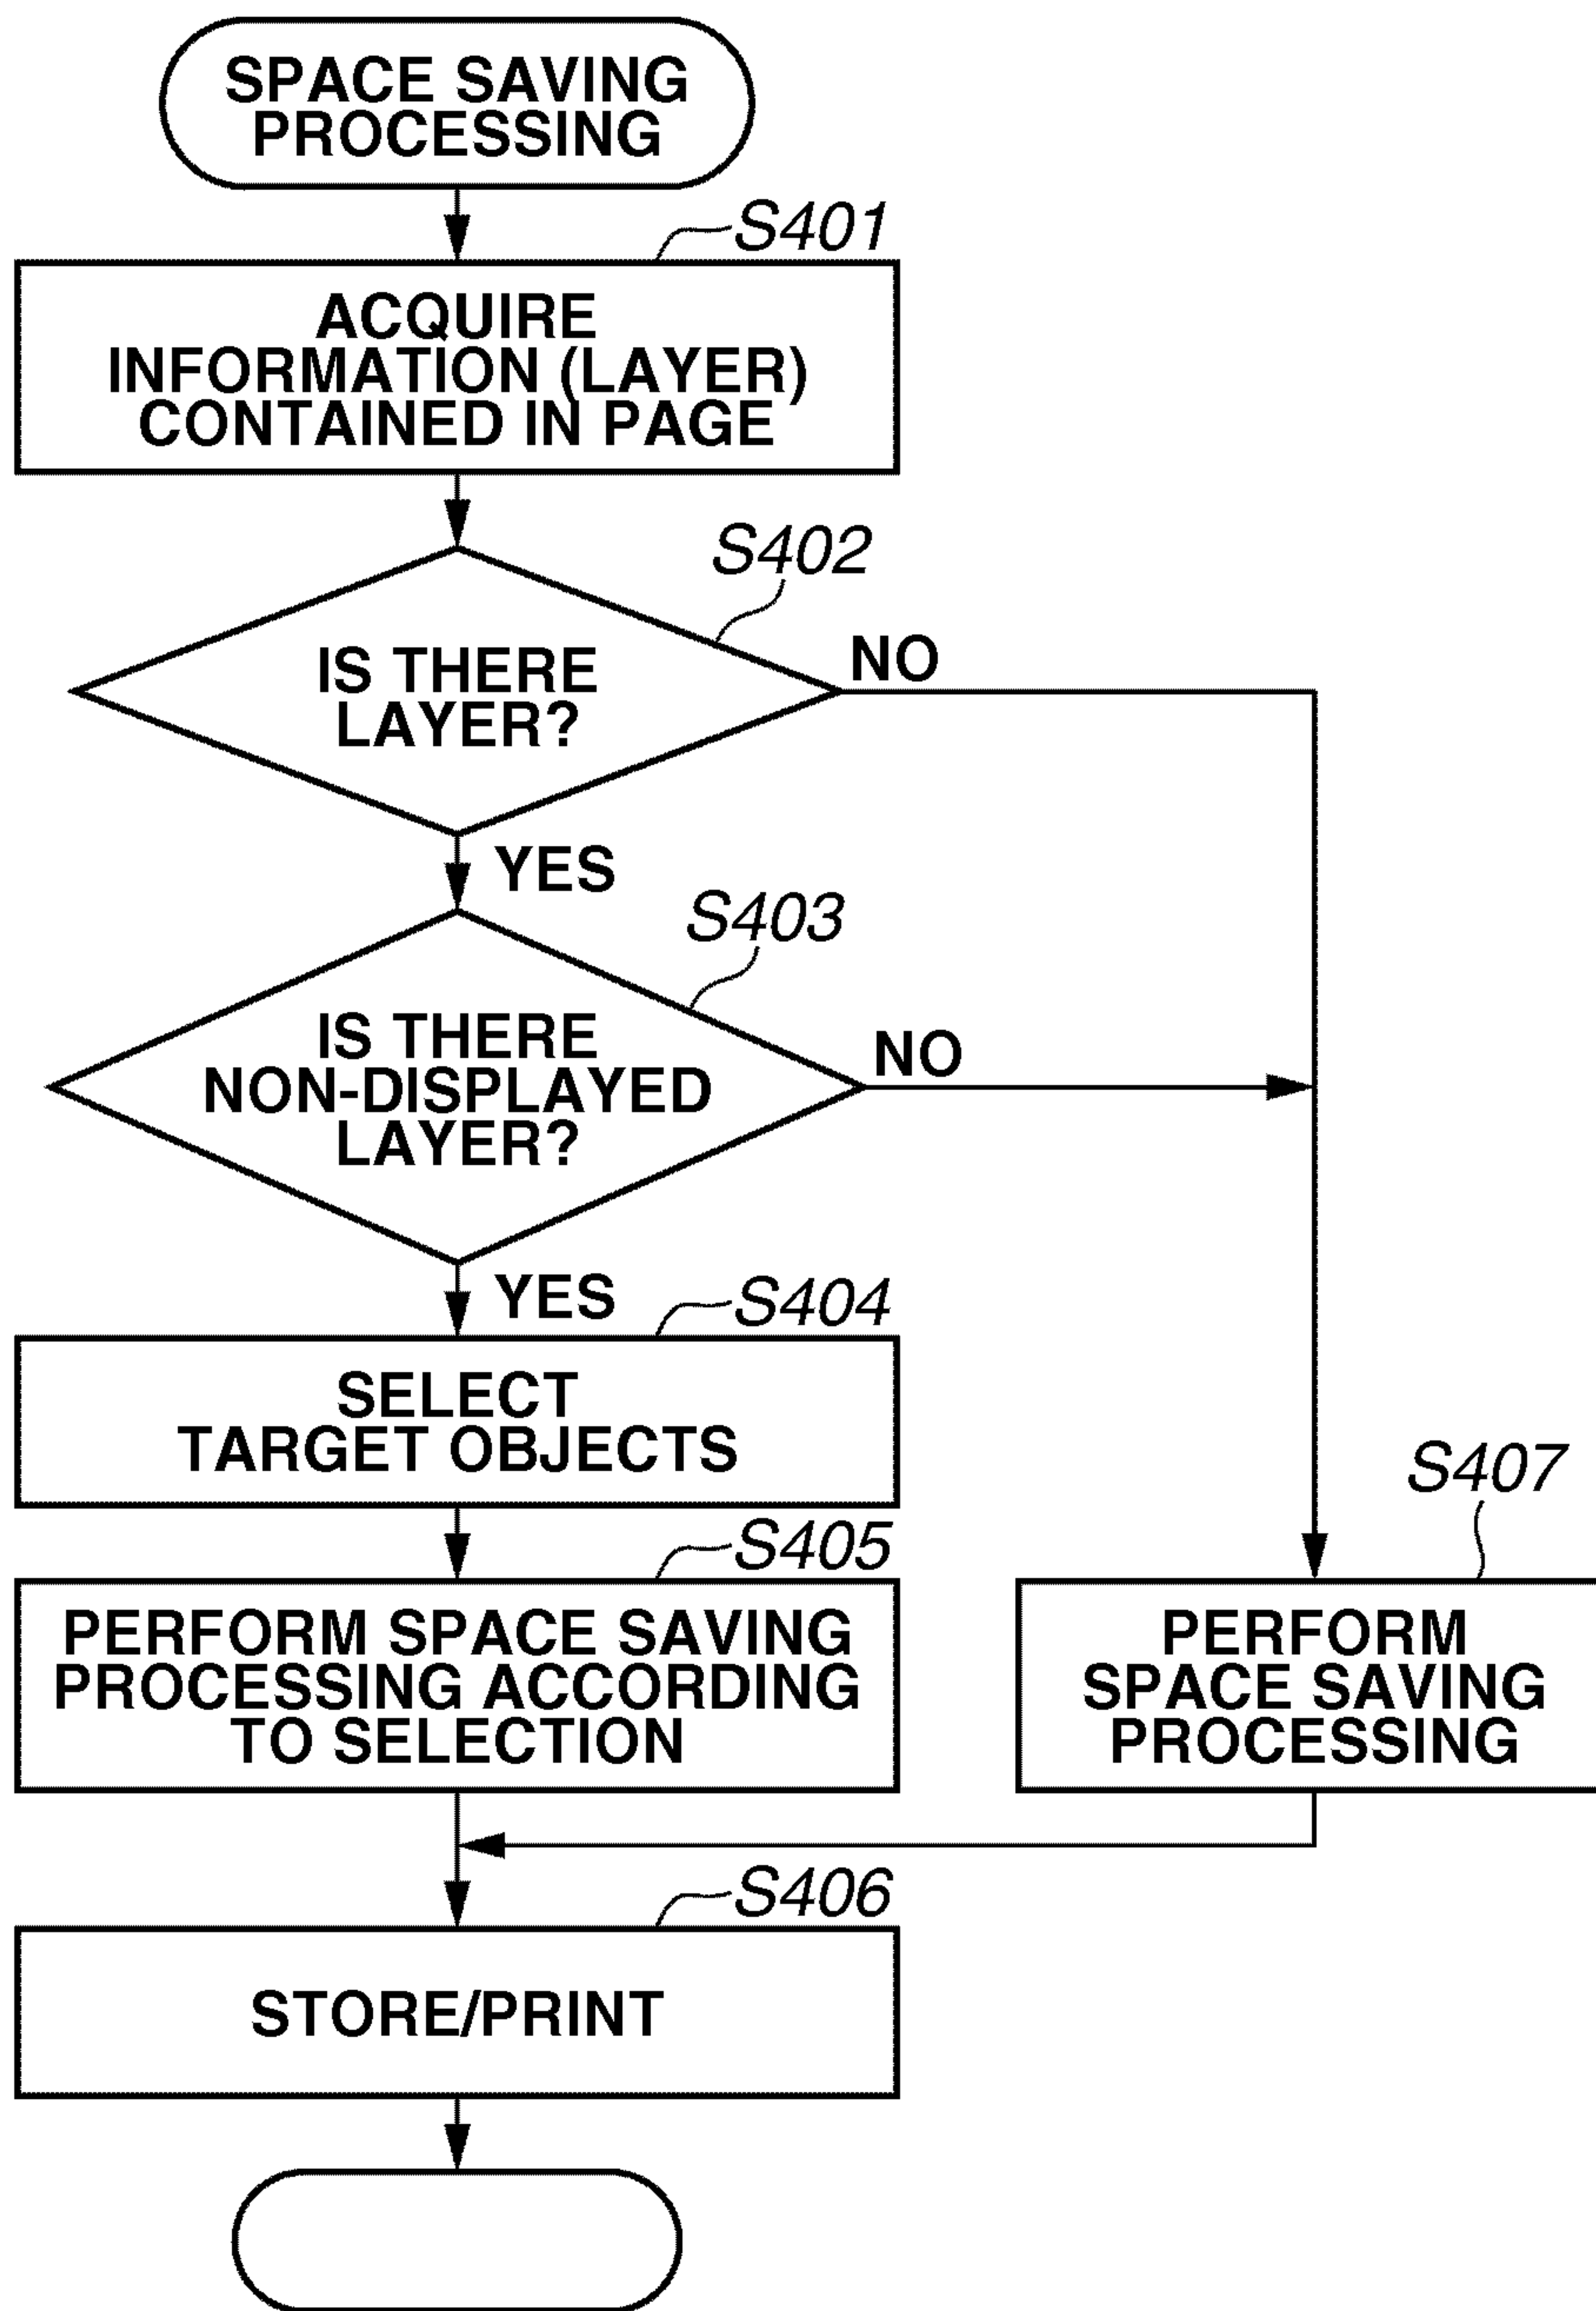 SPACE SAVING
PROCESSING
S401
ACQUIRE
INFORMATION (LAYER)
CONTAINED IN PAGE
S402
IS THERE
LAYER?
NO
YES
S403
IS THERE
NON-DISPLAYED
LAYER?
NO
YES
S404
SELECT
TARGET OBJECTS
S405
PERFORM SPACE SAVING
PROCESSING ACCORDING
TO SELECTION
S407
PERFORM
SPACE SAVING
PROCESSING
S406
STORE/PRINT